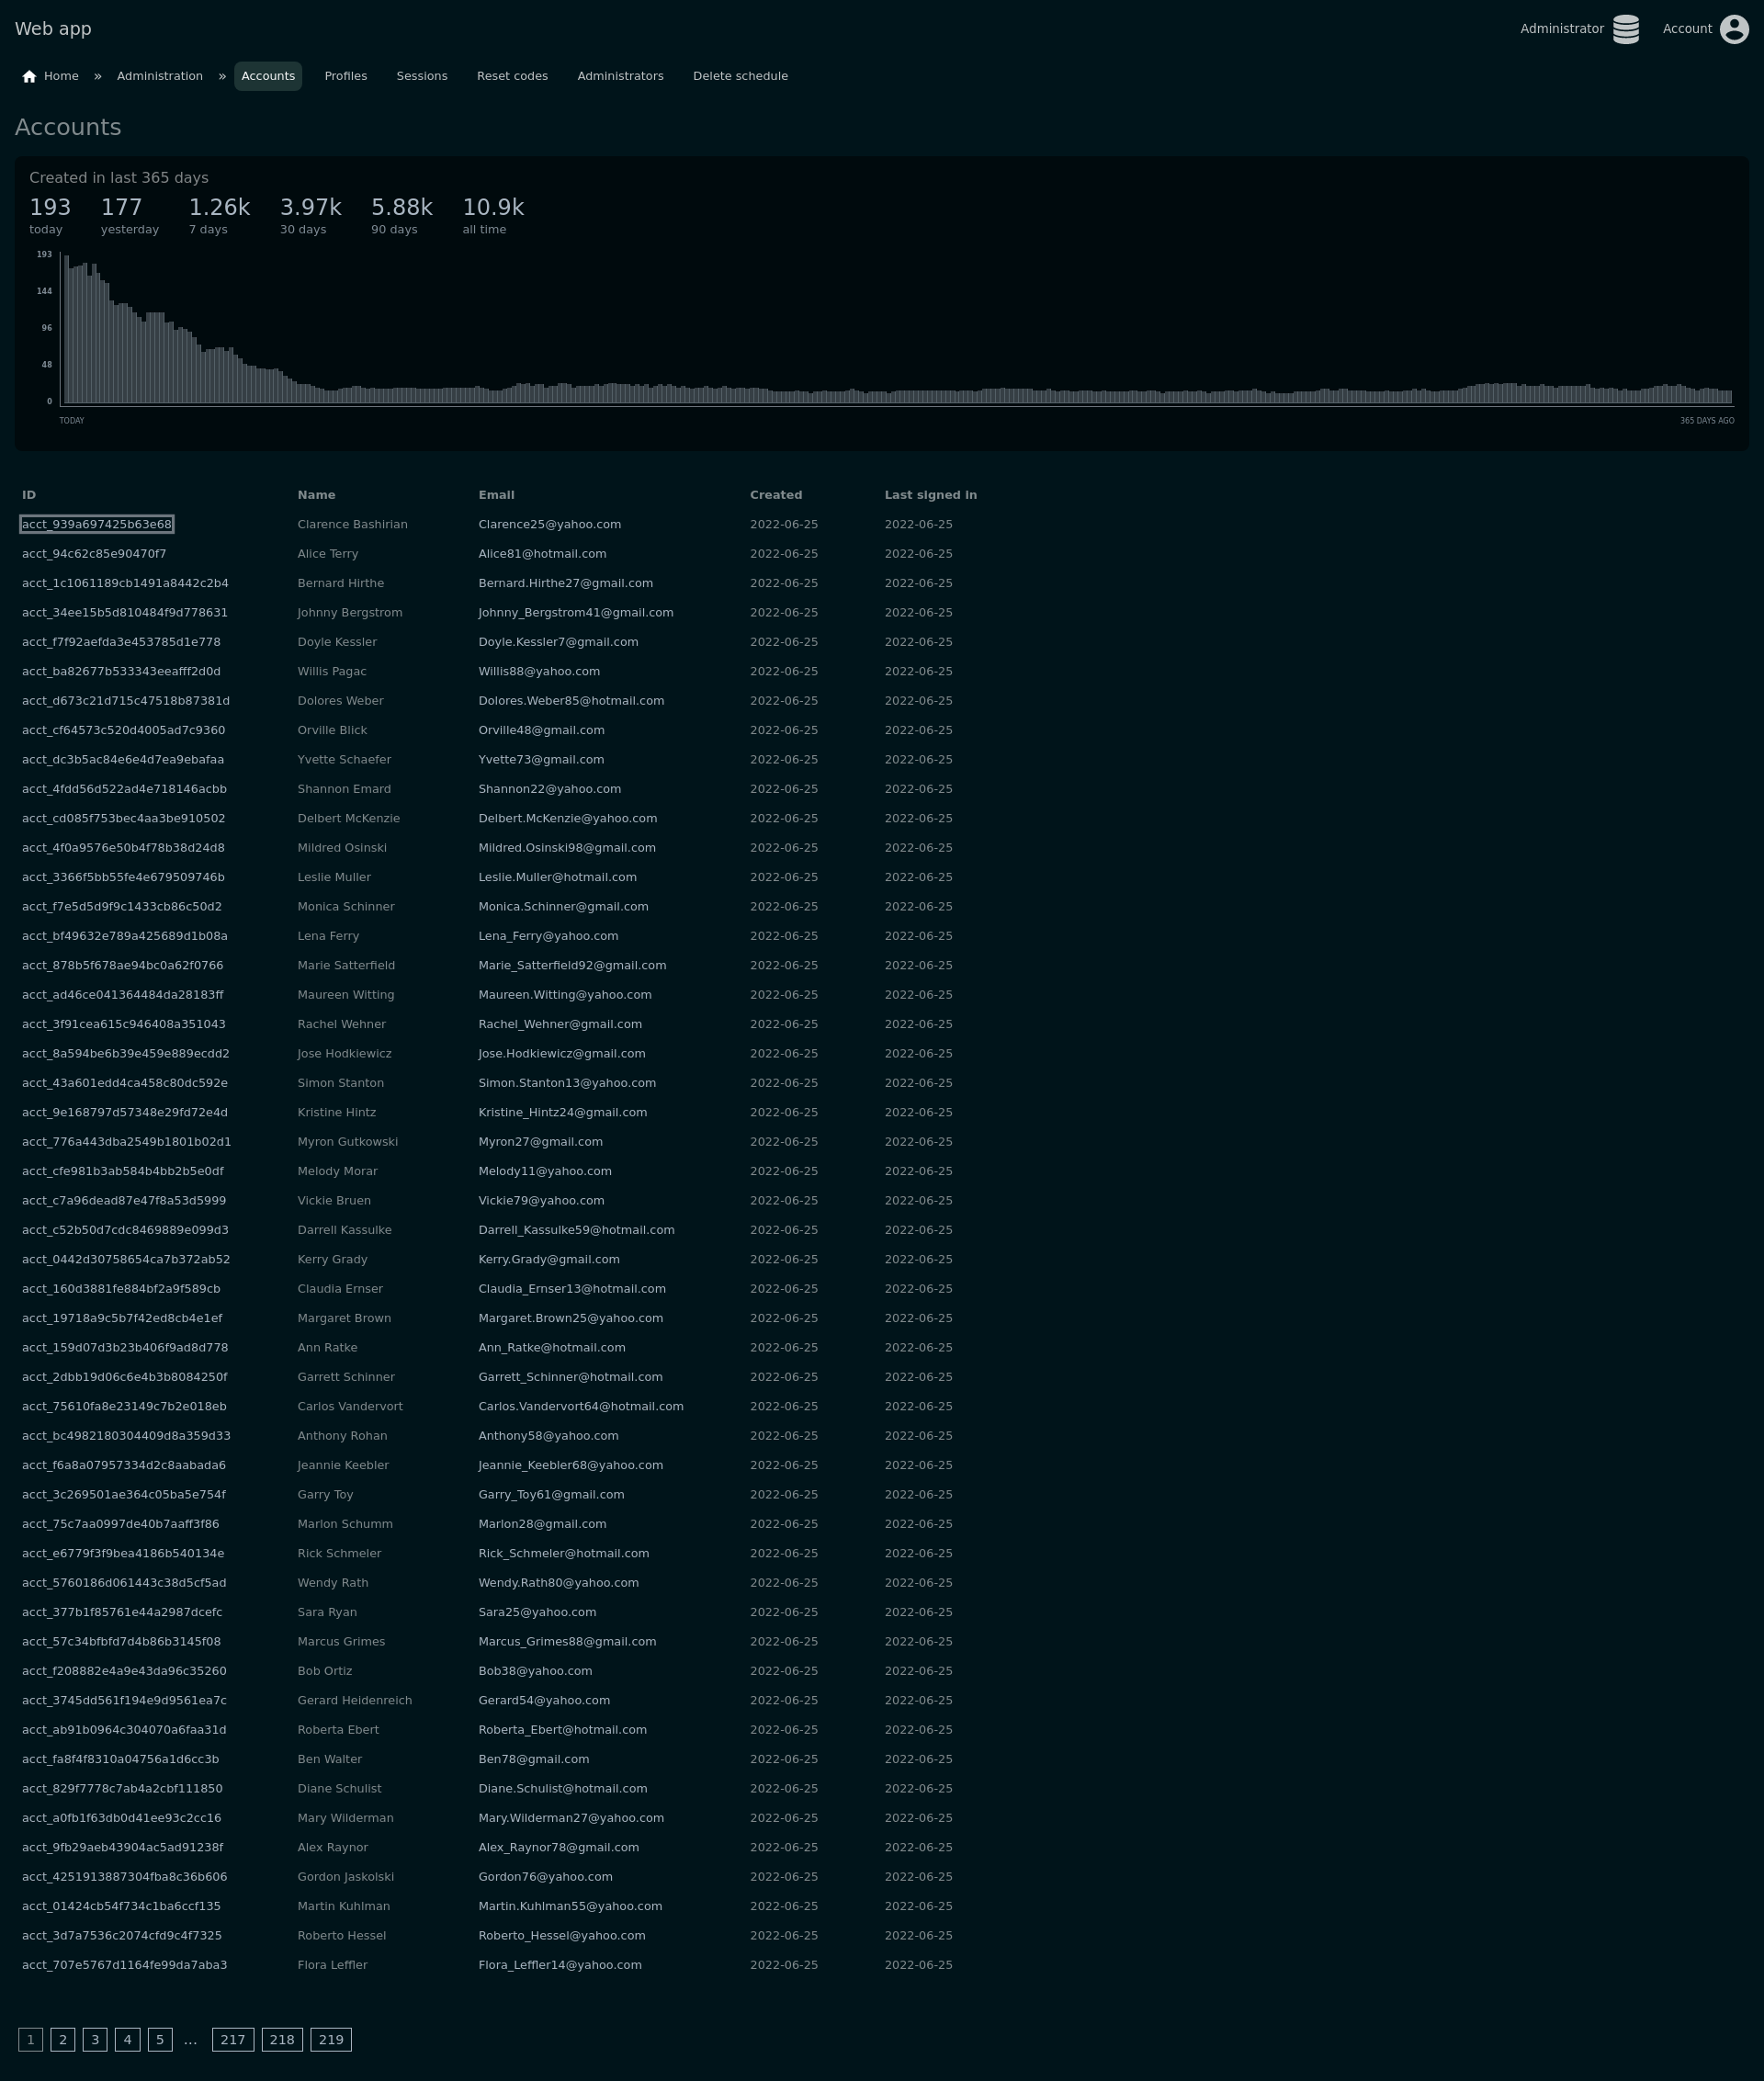 Web app
Administrator Account
Home » Administration » Accounts Profiles Sessions Reset codes Administrators Delete schedule
Accounts
Created in last 365 days
193 177 1.26k 3.97k 5.88k 10.9k
today yesterday 7 days 30 days 90 days all time
193
144
96
48
0
TODAY 365 DAYS AGO
ID Name Email Created Last signed in
acct_939a697425b63e68 Clarence Bashirian Clarence25@yahoo.com 2022-06-25 2022-06-25
acct_94c62c85e90470f7 Alice Terry Alice81@hotmail.com 2022-06-25 2022-06-25
acct_1c1061189cb1491a8442c2b4 Bernard Hirthe Bernard.Hirthe27@gmail.com 2022-06-25 2022-06-25
acct_34ee15b5d810484f9d778631 Johnny Bergstrom Johnny_Bergstrom41@gmail.com 2022-06-25 2022-06-25
acct_f7f92aefda3e453785d1e778 Doyle Kessler Doyle.Kessler7@gmail.com 2022-06-25 2022-06-25
acct_ba82677b533343eeafff2d0d Willis Pagac Willis88@yahoo.com 2022-06-25 2022-06-25
acct_d673c21d715c47518b87381d Dolores Weber Dolores.Weber85@hotmail.com 2022-06-25 2022-06-25
acct_cf64573c520d4005ad7c9360 Orville Blick Orville48@gmail.com 2022-06-25 2022-06-25
acct_dc3b5ac84e6e4d7ea9ebafaa Yvette Schaefer Yvette73@gmail.com 2022-06-25 2022-06-25
acct_4fdd56d522ad4e718146acbb Shannon Emard Shannon22@yahoo.com 2022-06-25 2022-06-25
acct_cd085f753bec4aa3be910502 Delbert McKenzie Delbert.McKenzie@yahoo.com 2022-06-25 2022-06-25
acct_4f0a9576e50b4f78b38d24d8 Mildred Osinski Mildred.Osinski98@gmail.com 2022-06-25 2022-06-25
acct_3366f5bb55fe4e679509746b Leslie Muller Leslie.Muller@hotmail.com 2022-06-25 2022-06-25
acct_f7e5d5d9f9c1433cb86c50d2 Monica Schinner Monica.Schinner@gmail.com 2022-06-25 2022-06-25
acct_bf49632e789a425689d1b08a Lena Ferry Lena_Ferry@yahoo.com 2022-06-25 2022-06-25
acct_878b5f678ae94bc0a62f0766 Marie Satterfield Marie_Satterfield92@gmail.com 2022-06-25 2022-06-25
acct_ad46ce041364484da28183ff Maureen Witting Maureen.Witting@yahoo.com 2022-06-25 2022-06-25
acct_3f91cea615c946408a351043 Rachel Wehner Rachel_Wehner@gmail.com 2022-06-25 2022-06-25
acct_8a594be6b39e459e889ecdd2 Jose Hodkiewicz Jose.Hodkiewicz@gmail.com 2022-06-25 2022-06-25
acct_43a601edd4ca458c80dc592e Simon Stanton Simon.Stanton13@yahoo.com 2022-06-25 2022-06-25
acct_9e168797d57348e29fd72e4d Kristine Hintz Kristine_Hintz24@gmail.com 2022-06-25 2022-06-25
acct_776a443dba2549b1801b02d1 Myron Gutkowski Myron27@gmail.com 2022-06-25 2022-06-25
acct_cfe981b3ab584b4bb2b5e0df Melody Morar Melody11@yahoo.com 2022-06-25 2022-06-25
acct_c7a96dead87e47f8a53d5999 Vickie Bruen Vickie79@yahoo.com 2022-06-25 2022-06-25
acct_c52b50d7cdc8469889e099d3 Darrell Kassulke Darrell_Kassulke59@hotmail.com 2022-06-25 2022-06-25
acct_0442d30758654ca7b372ab52 Kerry Grady Kerry.Grady@gmail.com 2022-06-25 2022-06-25
acct_160d3881fe884bf2a9f589cb Claudia Ernser Claudia_Ernser13@hotmail.com 2022-06-25 2022-06-25
acct_19718a9c5b7f42ed8cb4e1ef Margaret Brown Margaret.Brown25@yahoo.com 2022-06-25 2022-06-25
acct_159d07d3b23b406f9ad8d778 Ann Ratke Ann_Ratke@hotmail.com 2022-06-25 2022-06-25
acct_2dbb19d06c6e4b3b8084250f Garrett Schinner Garrett_Schinner@hotmail.com 2022-06-25 2022-06-25
acct_75610fa8e23149c7b2e018eb Carlos Vandervort Carlos.Vandervort64@hotmail.com 2022-06-25 2022-06-25
acct_bc4982180304409d8a359d33 Anthony Rohan Anthony58@yahoo.com 2022-06-25 2022-06-25
acct_f6a8a07957334d2c8aabada6 Jeannie Keebler Jeannie_Keebler68@yahoo.com 2022-06-25 2022-06-25
acct_3c269501ae364c05ba5e754f Garry Toy Garry_Toy61@gmail.com 2022-06-25 2022-06-25
acct_75c7aa0997de40b7aaff3f86 Marlon Schumm Marlon28@gmail.com 2022-06-25 2022-06-25
acct_e6779f3f9bea4186b540134e Rick Schmeler Rick_Schmeler@hotmail.com 2022-06-25 2022-06-25
acct_5760186d061443c38d5cf5ad Wendy Rath Wendy.Rath80@yahoo.com 2022-06-25 2022-06-25
acct_377b1f85761e44a2987dcefc Sara Ryan Sara25@yahoo.com 2022-06-25 2022-06-25
acct_57c34bfbfd7d4b86b3145f08 Marcus Grimes Marcus_Grimes88@gmail.com 2022-06-25 2022-06-25
acct_f208882e4a9e43da96c35260 Bob Ortiz Bob38@yahoo.com 2022-06-25 2022-06-25
acct_3745dd561f194e9d9561ea7c Gerard Heidenreich Gerard54@yahoo.com 2022-06-25 2022-06-25
acct_ab91b0964c304070a6faa31d Roberta Ebert Roberta_Ebert@hotmail.com 2022-06-25 2022-06-25
acct_fa8f4f8310a04756a1d6cc3b Ben Walter Ben78@gmail.com 2022-06-25 2022-06-25
acct_829f7778c7ab4a2cbf111850 Diane Schulist Diane.Schulist@hotmail.com 2022-06-25 2022-06-25
acct_a0fb1f63db0d41ee93c2cc16 Mary Wilderman Mary.Wilderman27@yahoo.com 2022-06-25 2022-06-25
acct_9fb29aeb43904ac5ad91238f Alex Raynor Alex_Raynor78@gmail.com 2022-06-25 2022-06-25
acct_4251913887304fba8c36b606 Gordon Jaskolski Gordon76@yahoo.com 2022-06-25 2022-06-25
acct_01424cb54f734c1ba6ccf135 Martin Kuhlman Martin.Kuhlman55@yahoo.com 2022-06-25 2022-06-25
acct_3d7a7536c2074cfd9c4f7325 Roberto Hessel Roberto_Hessel@yahoo.com 2022-06-25 2022-06-25
acct_707e5767d1164fe99da7aba3 Flora Leffler Flora_Leffler14@yahoo.com 2022-06-25 2022-06-25
1 2 3 4 5 … 217 218 219